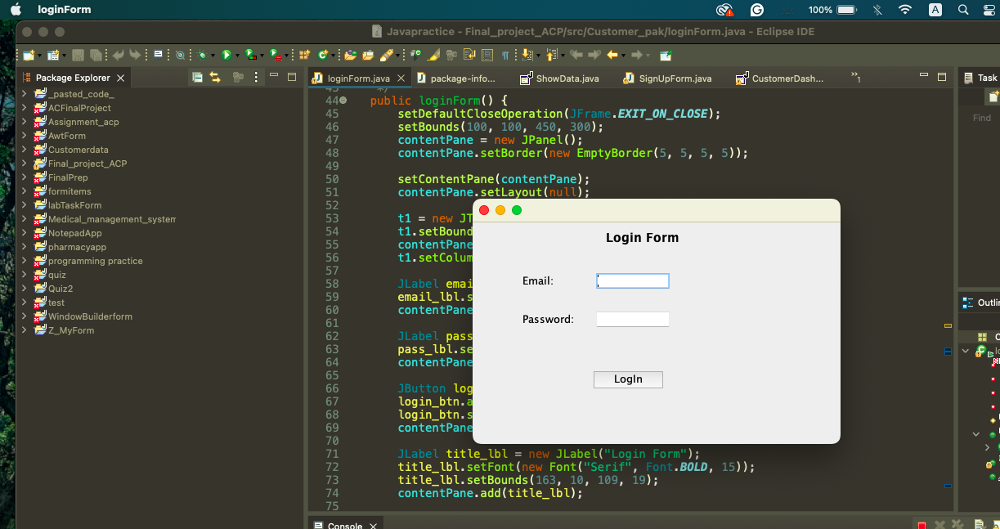 loginForm
100%
A
Javapractice - Final_project_ACP/src/Customer_pak/loginForm.java - Eclipse IDE
Package Explorer
_pasted_code_
ACFinalProject
Assignment_acp
AwtForm
Customerdata
Final_project_ACP
FinalPrep
formitems
labTaskForm
Medical_management_system
NotepadApp
pharmacyapp
programming practice
quiz
Quiz2
test
WindowBuilderform
Z_MyForm
loginForm.java
package-info...
ShowData.java
SignUpForm.java
CustomerDash...
»1
43 */
44 public loginForm() {
45 setDefaultCloseOperation(JFrame.EXIT_ON_CLOSE);
46 setBounds(100, 100, 450, 300);
47 contentPane = new JPanel();
48 contentPane.setBorder(new EmptyBorder(5, 5, 5, 5));
49
50 setContentPane(contentPane);
51 contentPane.setLayout(null);
52
53 t1 = new JT
54 t1.setBound
55 contentPane
56 t1.setColum
57
58 JLabel emai
59 email_lbl.s
60 contentPane
61
62 JLabel pass
63 pass_lbl.se
64 contentPane
65
66 JButton log
67 login_btn.a
68 login_btn.s
69 contentPane
70
71 JLabel title_lbl = new JLabel("Login Form");
72 title_lbl.setFont(new Font("Serif", Font.BOLD, 15));
73 title_lbl.setBounds(163, 10, 109, 19);
74 contentPane.add(title_lbl);
75
Login Form
Email:
Password:
LogIn
Task
Find
Outlin
Console